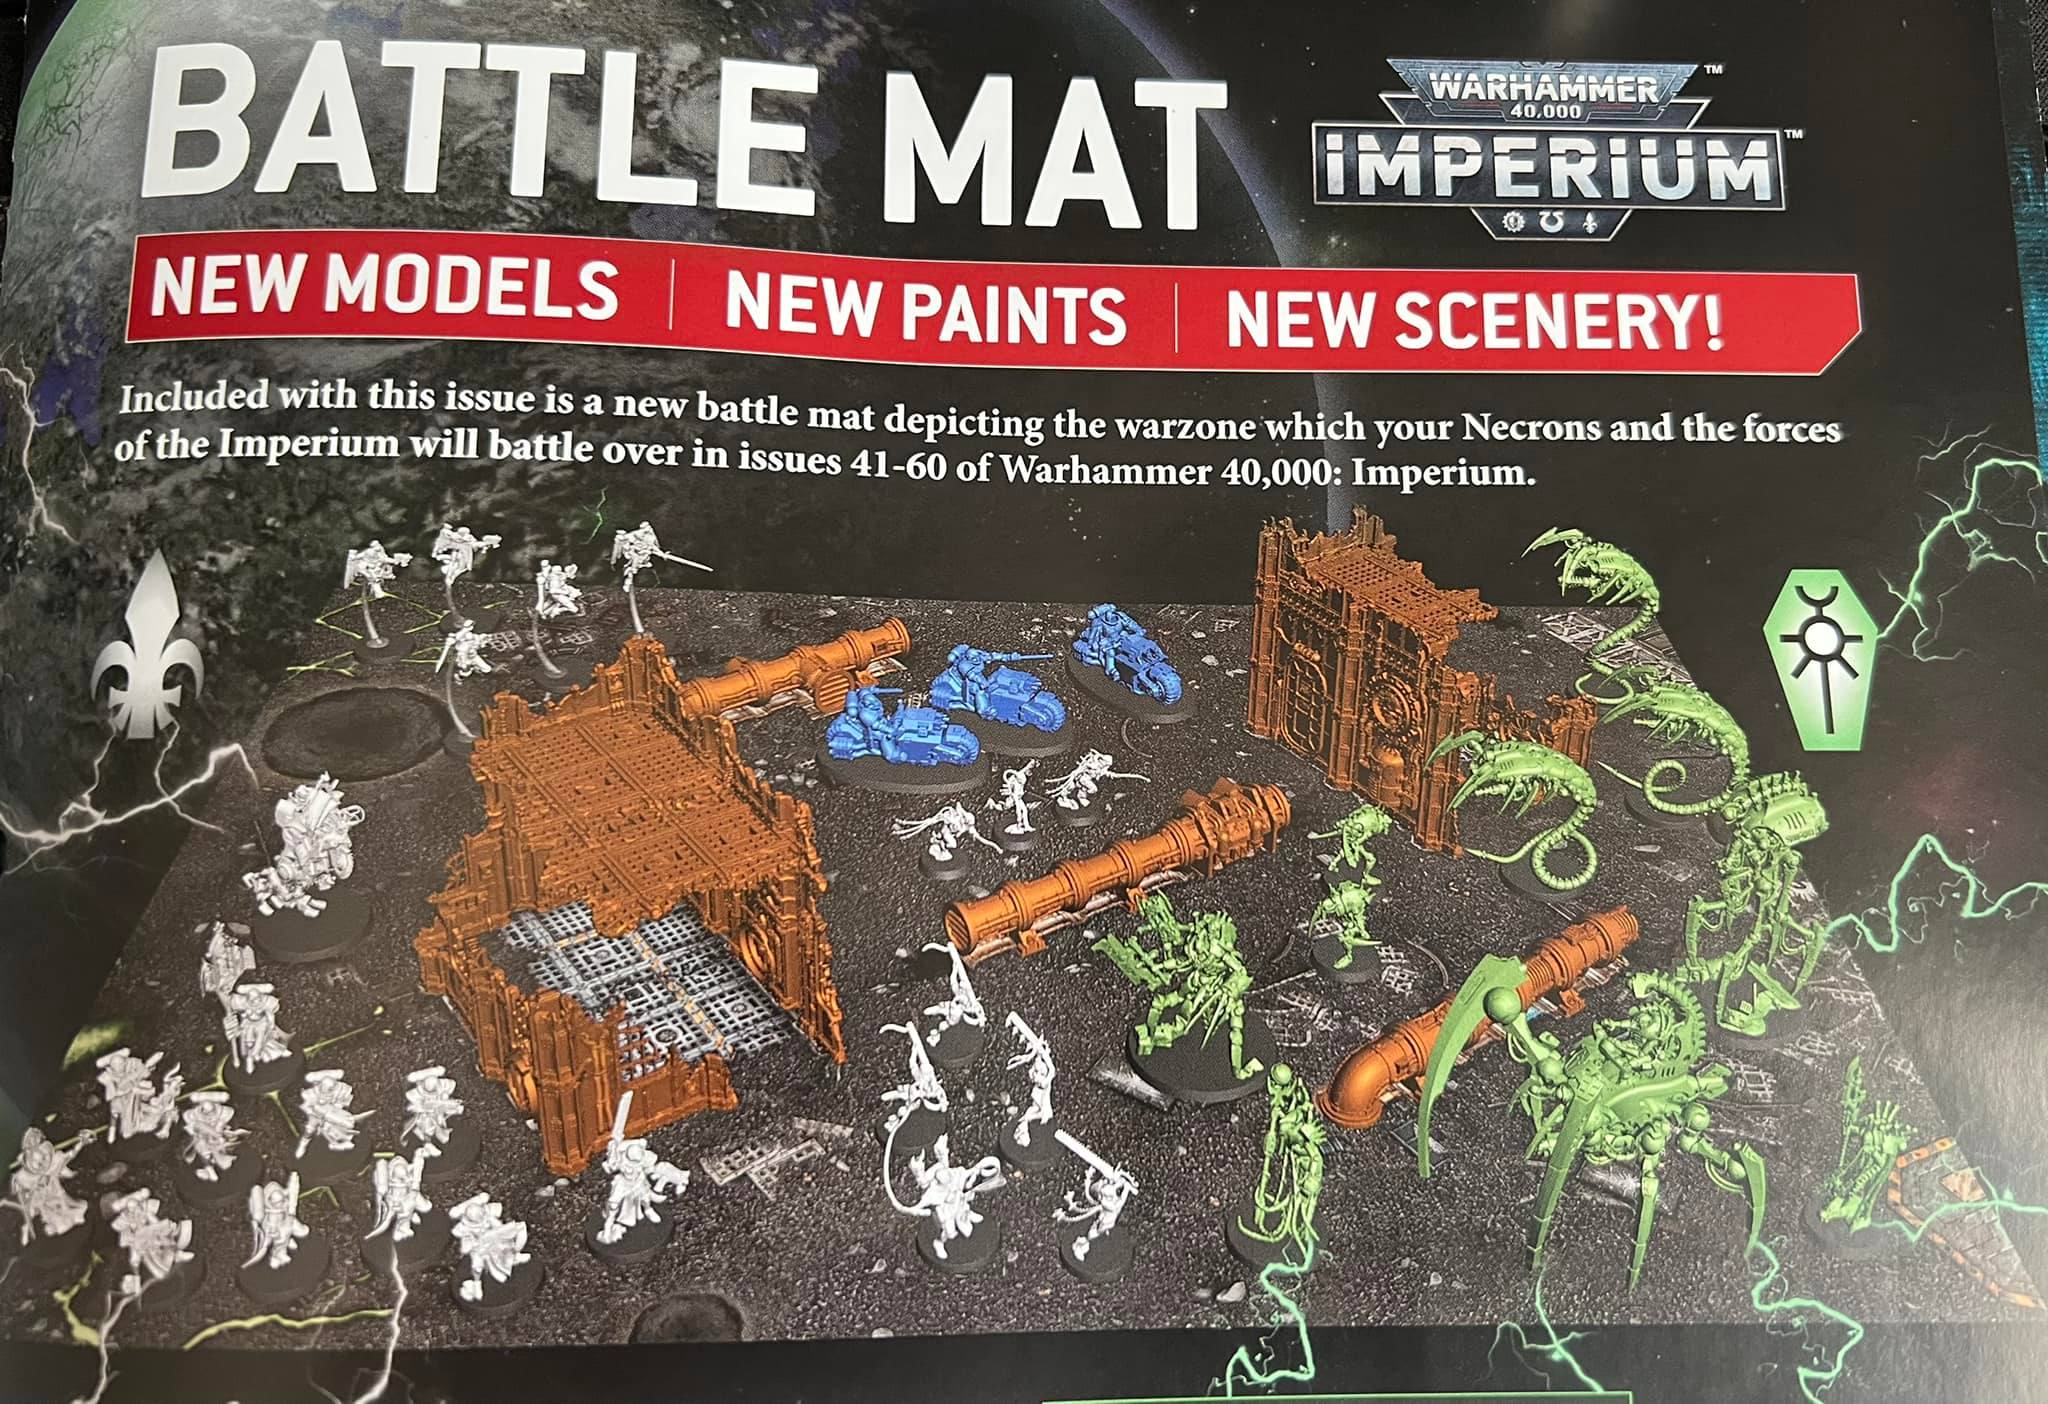 BATTLE MAT
WARHAMMER ™
40,000
IMPERIUM ™
NEW MODELS | NEW PAINTS | NEW SCENERY!
Included with this issue is a new battle mat depicting the warzone which your Necrons and the forces
of the Imperium will battle over in issues 41-60 of Warhammer 40,000: Imperium.